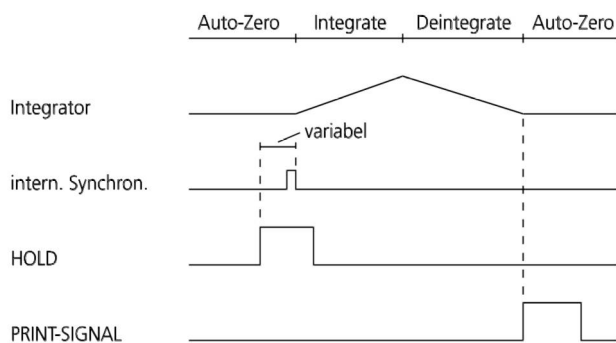 Auto-Zero Integrate Deintegrate Auto-Zero
Integrator
variabel
intern. Synchron.
HOLD
PRINT-SIGNAL